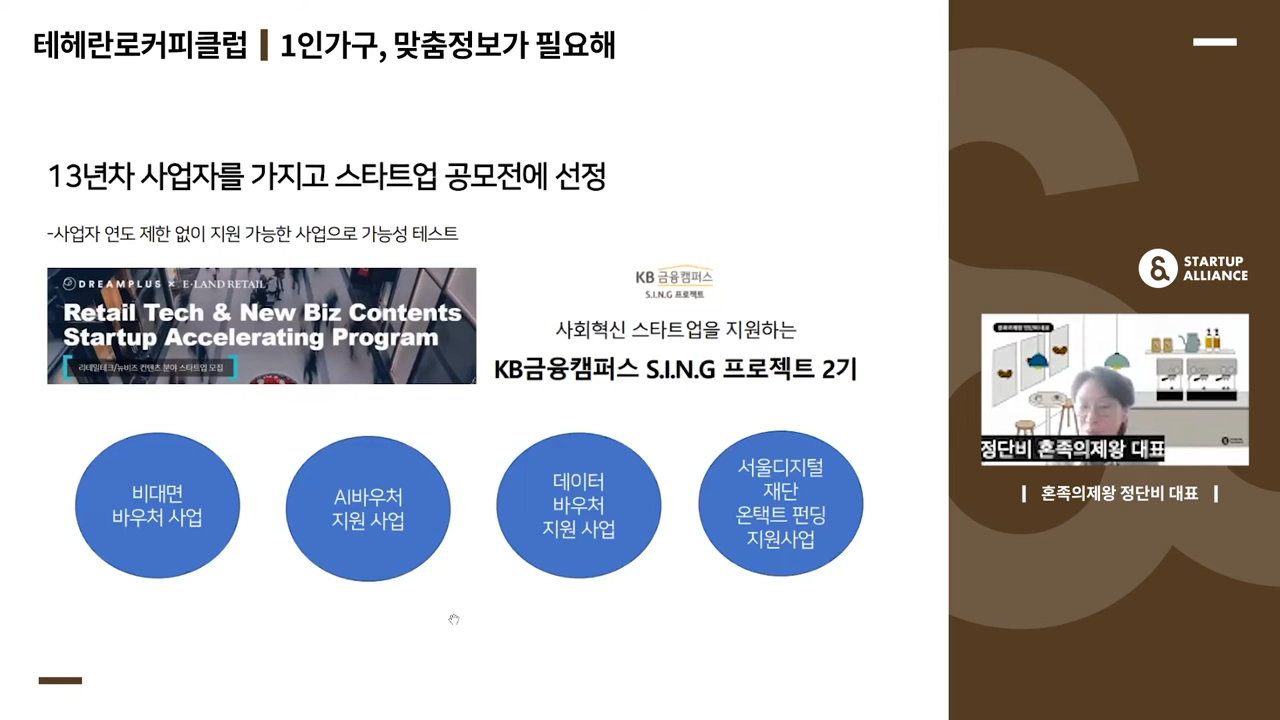 테헤란로커피클럽 | 1인가구, 맞춤정보가 필요해
13년차 사업자를 가지고 스타트업 공모전에 선정
-사업자 연도 제한 없이 지원 가능한 사업으로 가능성 테스트
DREAMPLUS × E·LAND RETAIL
Retail Tech & New Biz Contents
Startup Accelerating Program
리테일테크/뉴비즈 컨텐츠 분야 스타트업 모집
KB 금융캠퍼스
S.I.N.G 프로젝트
사회혁신 스타트업을 지원하는
KB금융캠퍼스 S.I.N.G 프로젝트 2기
비대면
바우처 사업
AI바우처
지원 사업
데이터
바우처
지원 사업
서울디지털
재단
온택트 펀딩
지원사업
STARTUP
ALLIANCE
정단비 혼족의제왕 대표
| 혼족의제왕 정단비 대표 |